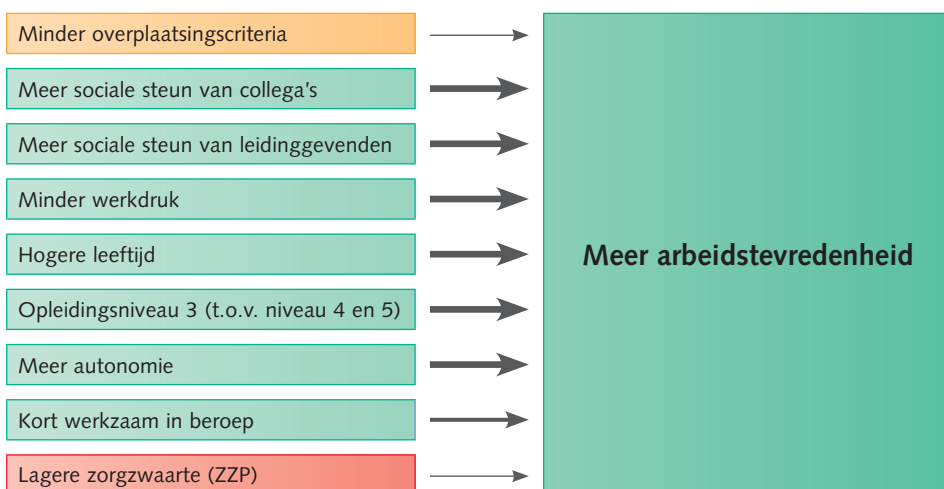 Minder overplaatsingscriteria
Meer sociale steun van collega's
Meer sociale steun van leidinggevenden
Minder werkdruk
Hogere leeftijd
Opleidingsniveau 3 (t.o.v. niveau 4 en 5)
Meer autonomie
Kort werkzaam in beroep
Lagere zorgzwaarte (ZZP)
Meer arbeidstevredenheid